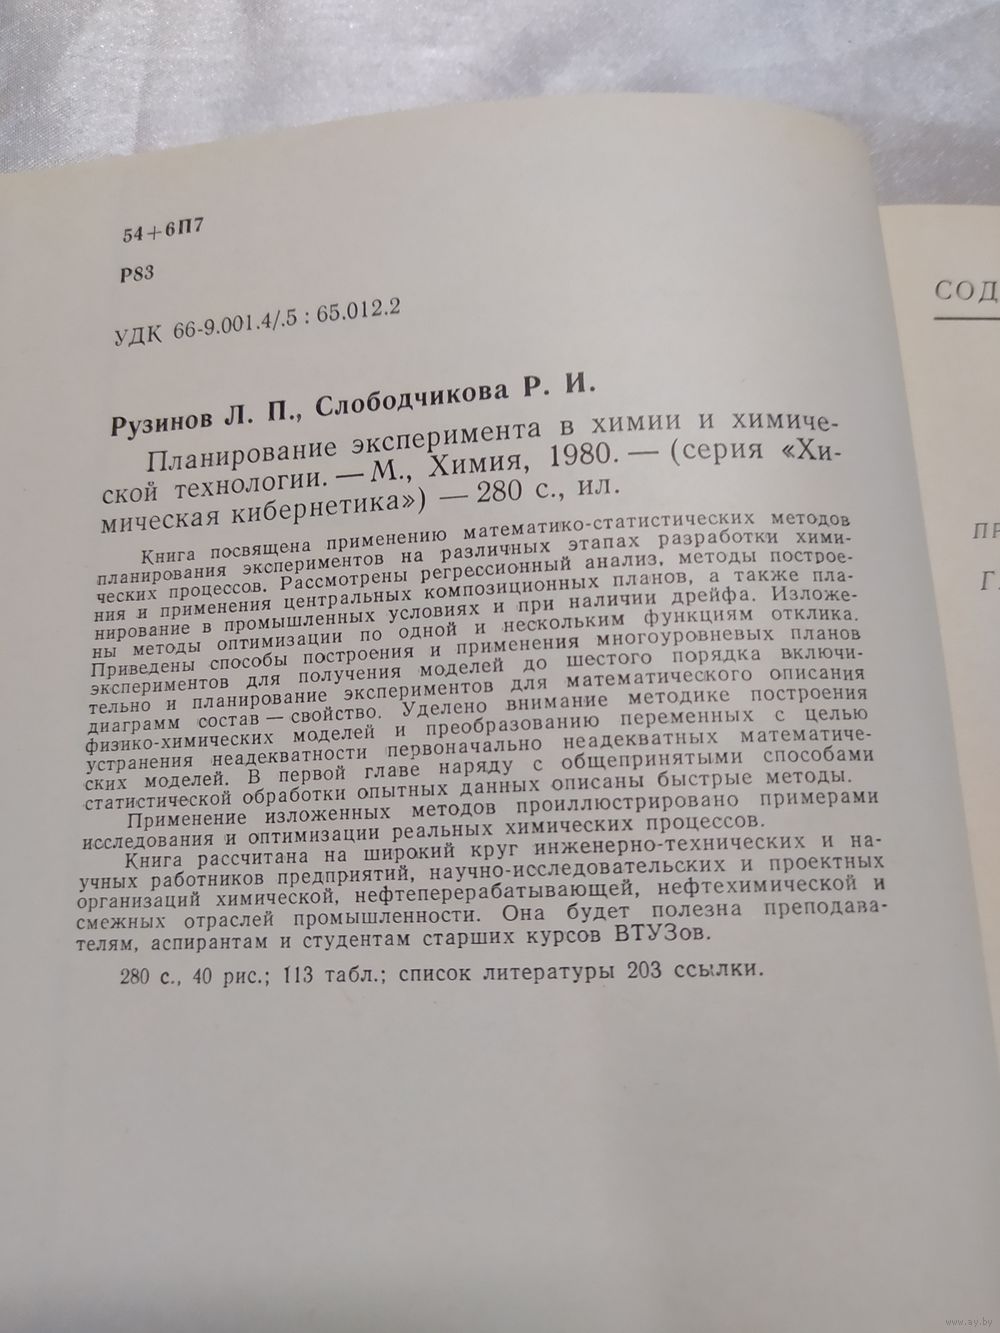 54+6П7
Р83
УДК 66-9.001.4/.5 : 65.012.2
Рузинов Л. П., Слободчикова Р. И.
Планирование эксперимента в химии и химиче-
ской технологии. — М., Химия, 1980. — (серия «Хи-
мическая кибернетика») — 280 с., ил.
Книга посвящена применению математико-статистических методов
планирования экспериментов на различных этапах разработки хими-
ческих процессов. Рассмотрены регрессионный анализ, методы построе-
ния и применения центральных композиционных планов, а также пла-
нирование в промышленных условиях и при наличии дрейфа. Изложе-
ны методы оптимизации по одной и нескольким функциям отклика.
Приведены способы построения и применения многоуровневых планов
экспериментов для получения моделей до шестого порядка включи-
тельно и планирование экспериментов для математического описания
диаграмм состав — свойство. Уделено внимание методике построения
физико-химических моделей и преобразованию переменных с целью
устранения неадекватности первоначально неадекватных математиче-
ских моделей. В первой главе наряду с общепринятыми способами
статистической обработки опытных данных описаны быстрые методы.
Применение изложенных методов проиллюстрировано примерами
исследования и оптимизации реальных химических процессов.
Книга рассчитана на широкий круг инженерно-технических и на-
учных работников предприятий, научно-исследовательских и проектных
организаций химической, нефтеперерабатывающей, нефтехимической и
смежных отраслей промышленности. Она будет полезна преподава-
телям, аспирантам и студентам старших курсов ВТУЗов.
280 с., 40 рис.; 113 табл.; список литературы 203 ссылки.
СОД
ПР
www.ay.by